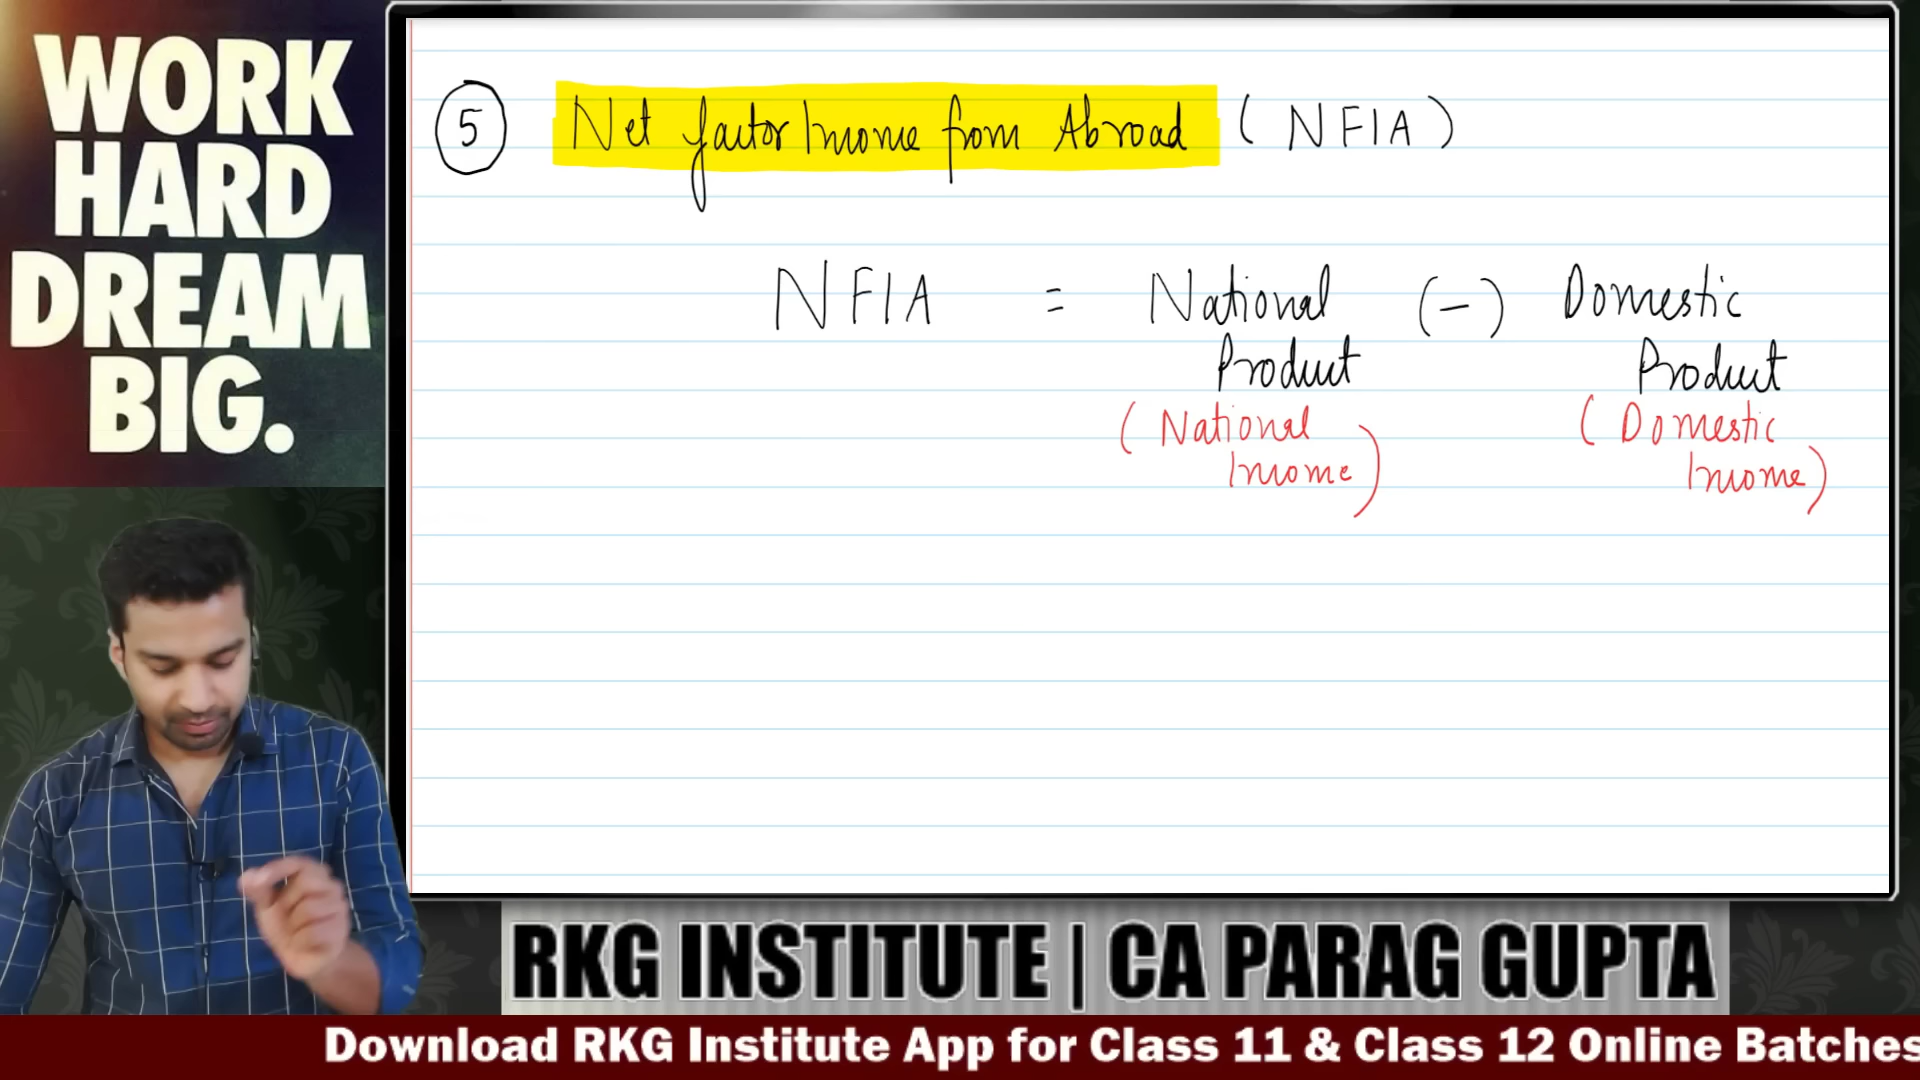 WORK
HARD
DREAM
BIG.
5 Net factor Income from Abroad (NFIA)
NFIA = National (-) Domestic
Product Product
(National (Domestic
Income) Income)
RKG INSTITUTE | CA PARAG GUPTA
Download RKG Institute App for Class 11 & Class 12 Online Batches